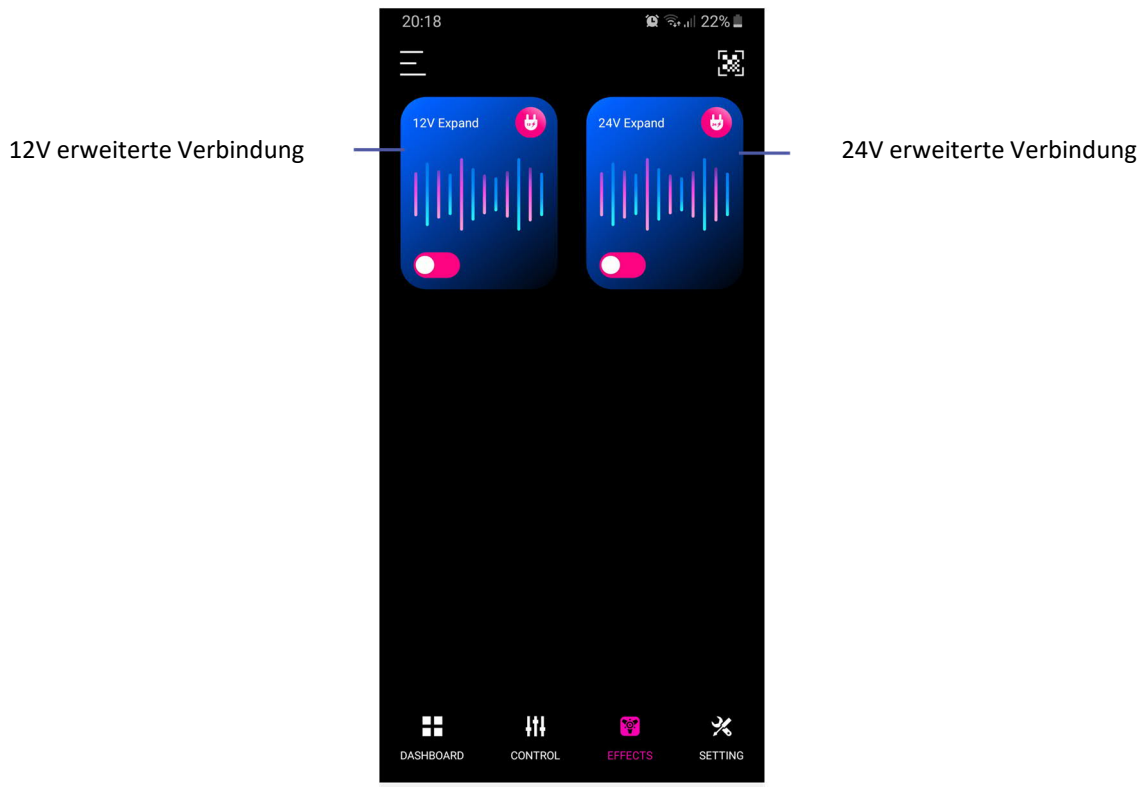 20:18
22%
12V Expand
24V Expand
12V erweiterte Verbindung
24V erweiterte Verbindung
DASHBOARD
CONTROL
EFFECTS
SETTING